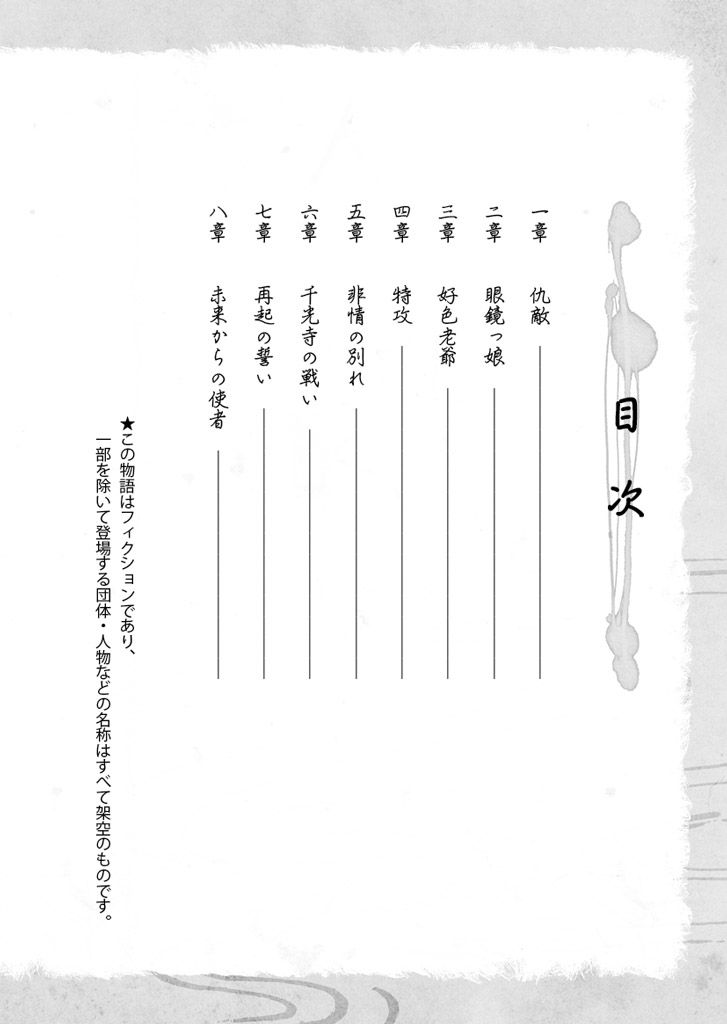 目次
一章 仇敵
二章 眼鏡っ娘
三章 好色老爺
四章 特攻
五章 非情の別れ
六章 千光寺の戦い
七章 再起の誓い
八章 未来からの使者
★この物語はフィクションであり、
一部を除いて登場する団体・人物などの名称はすべて架空のものです。